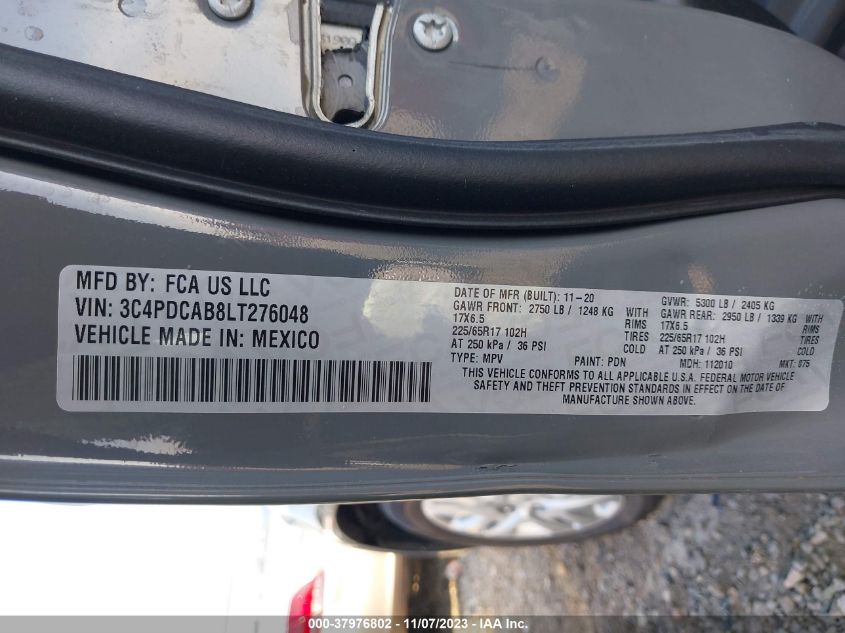 MFD BY: FCA US LLC
VIN: 3C4PDCAB8LT276048
VEHICLE MADE IN: MEXICO
DATE OF MFR (BUILT): 11-20
GVWR: 5300 LB / 2405 KG
GAWR FRONT: 2750 LB / 1248 KG WITH
GAWR REAR: 2950 LB / 1339 KG WITH
17X6.5 RIMS
17X6.5 RIMS
225/65R17 102H TIRES
225/65R17 102H TIRES
AT 250 kPa / 36 PSI COLD
AT 250 kPa / 36 PSI COLD
TYPE: MPV PAINT: PDN MDH: 112010 MKT: 875
THIS VEHICLE CONFORMS TO ALL APPLICABLE U.S.A. FEDERAL MOTOR VEHICLE
SAFETY AND THEFT PREVENTION STANDARDS IN EFFECT ON THE DATE OF
MANUFACTURE SHOWN ABOVE.
000-37976802 - 11/07/2023 - IAAI.com.